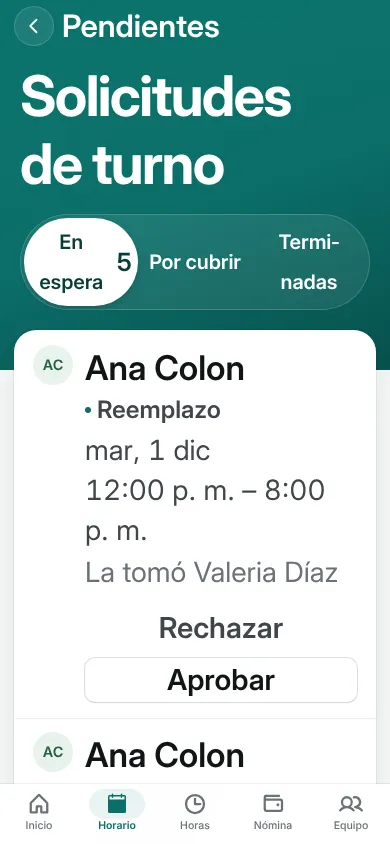 Pendientes
Solicitudes
de turno
En
espera
5
Por cubrir
Termi-
nadas
AC
Ana Colon
• Reemplazo
mar, 1 dic
12:00 p. m. – 8:00
p. m.
La tomó Valeria Díaz
Rechazar
Aprobar
AC
Ana Colon
Inicio
Horario
Horas
Nómina
Equipo